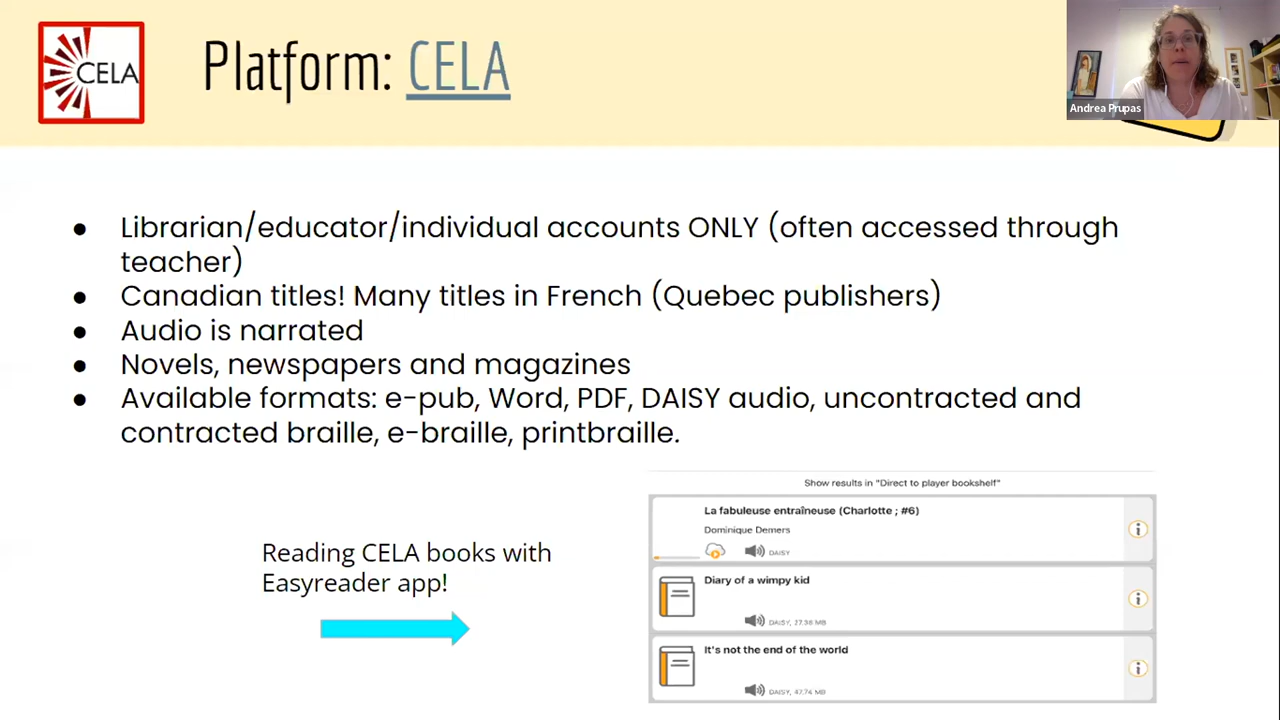 CELA
Platform: CELA
Andrea Prupas
● Librarian/educator/individual accounts ONLY (often accessed through
teacher)
● Canadian titles! Many titles in French (Quebec publishers)
● Audio is narrated
● Novels, newspapers and magazines
● Available formats: e-pub, Word, PDF, DAISY audio, uncontracted and
contracted braille, e-braille, printbraille.
Reading CELA books with
Easyreader app!
Show results in "Direct to player bookshelf"
La fabuleuse entraîneuse (Charlotte ; #6)
Dominique Demers
DAISY
Diary of a wimpy kid
DAISY, 27.38 MB
It's not the end of the world
DAISY, 47.74 MB